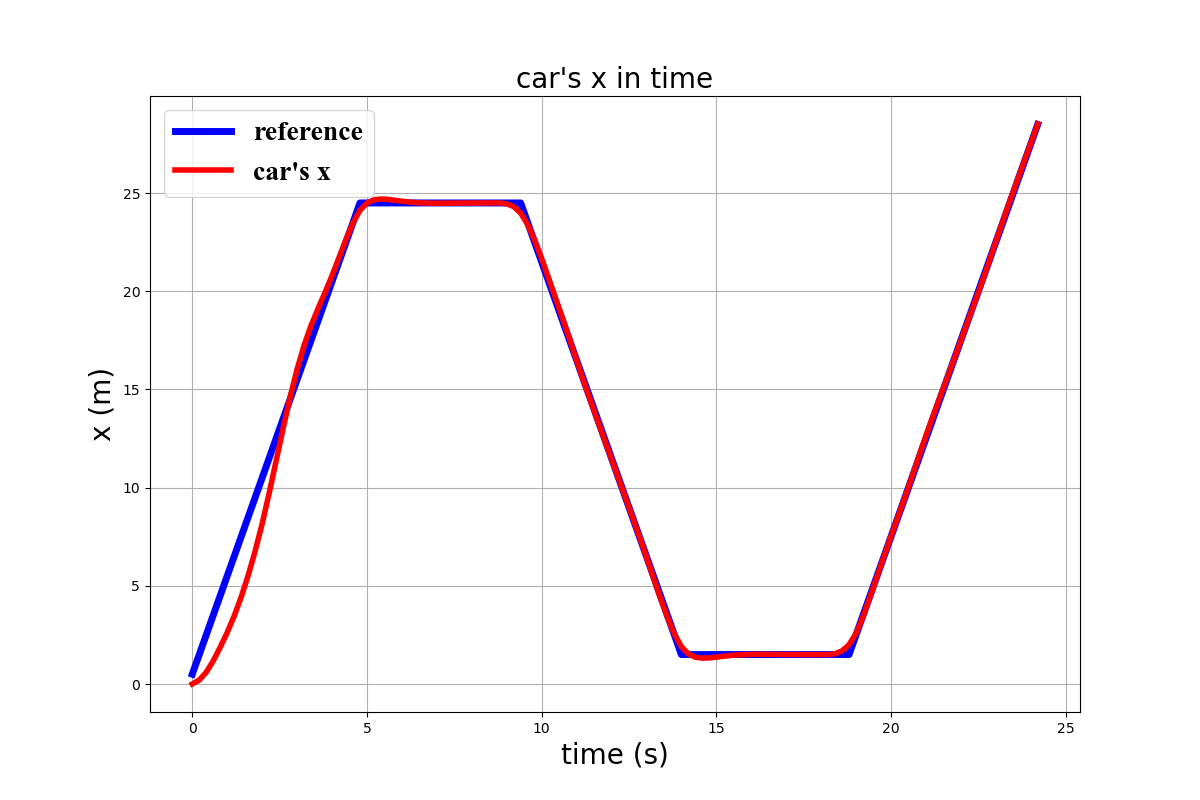 car's x in time
reference
car's x
25
20
15
10
5
0
x (m)
0 5 10 15 20 25
time (s)